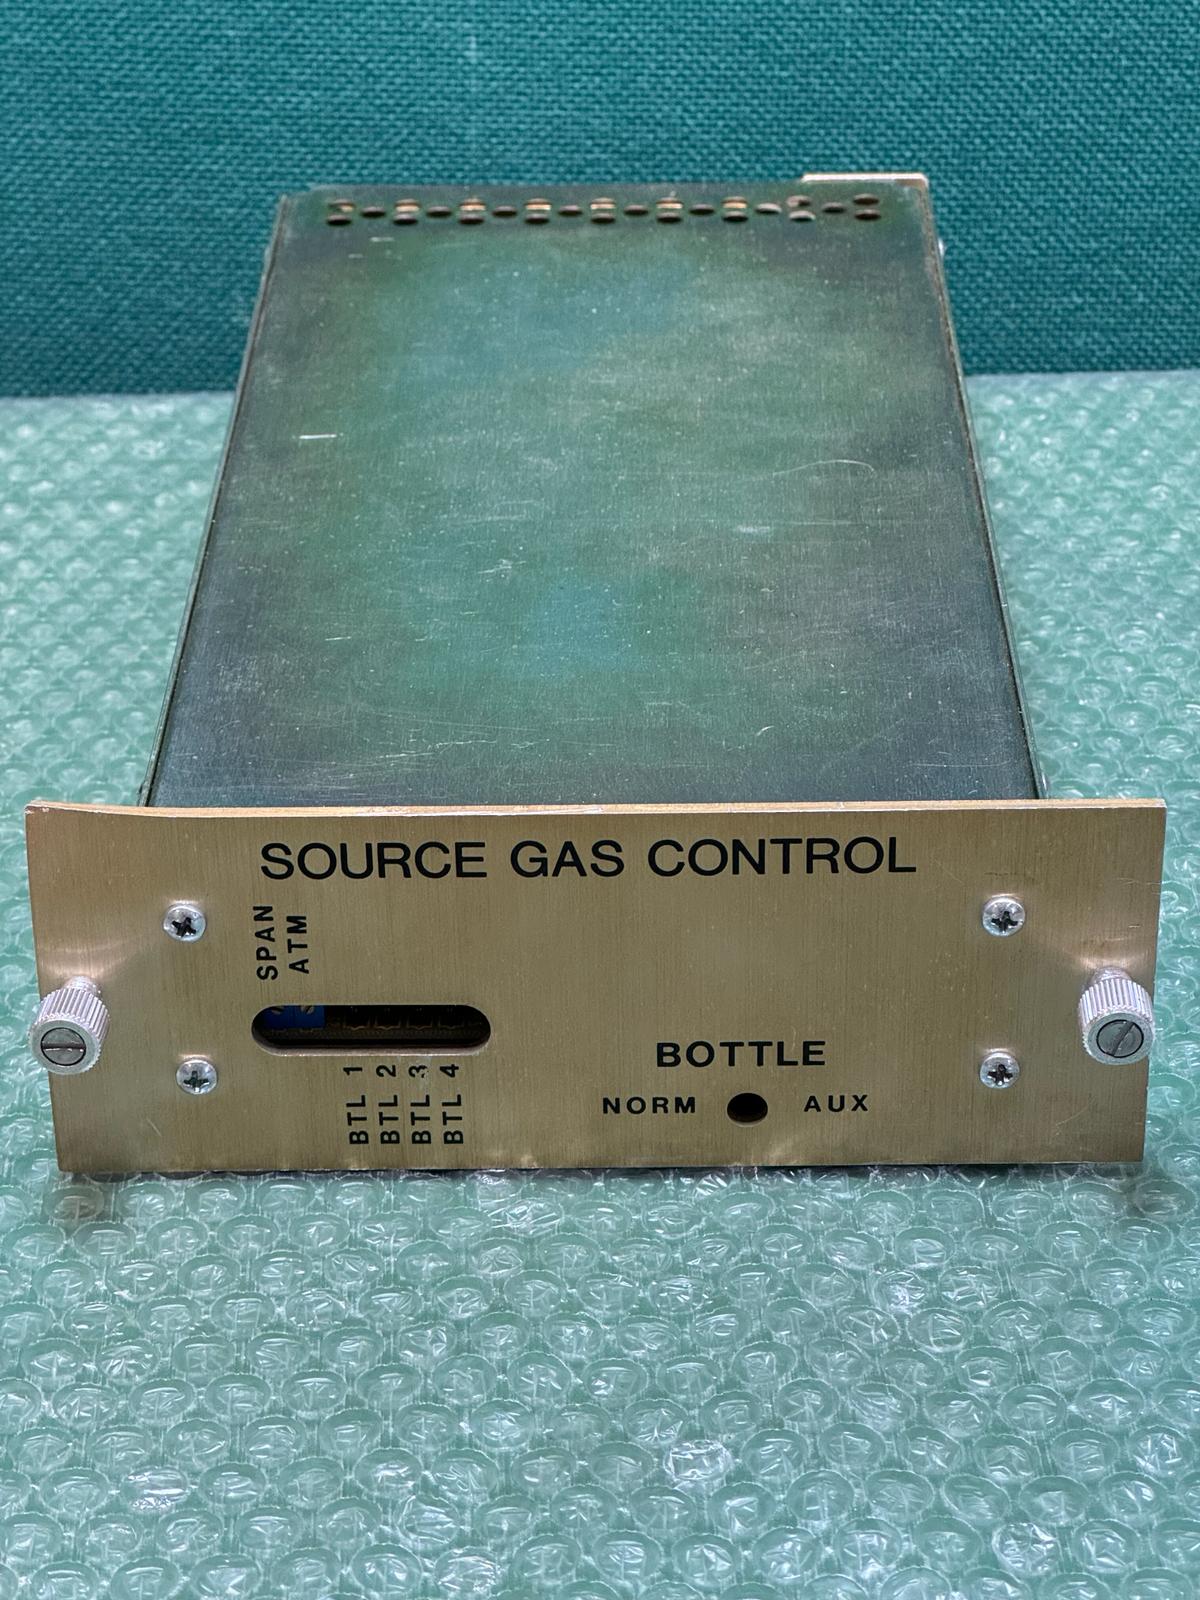 SOURCE GAS CONTROL
SPAN
ATM
BTL 1
BTL 2
BTL 3
BTL 4
BOTTLE
NORM AUX